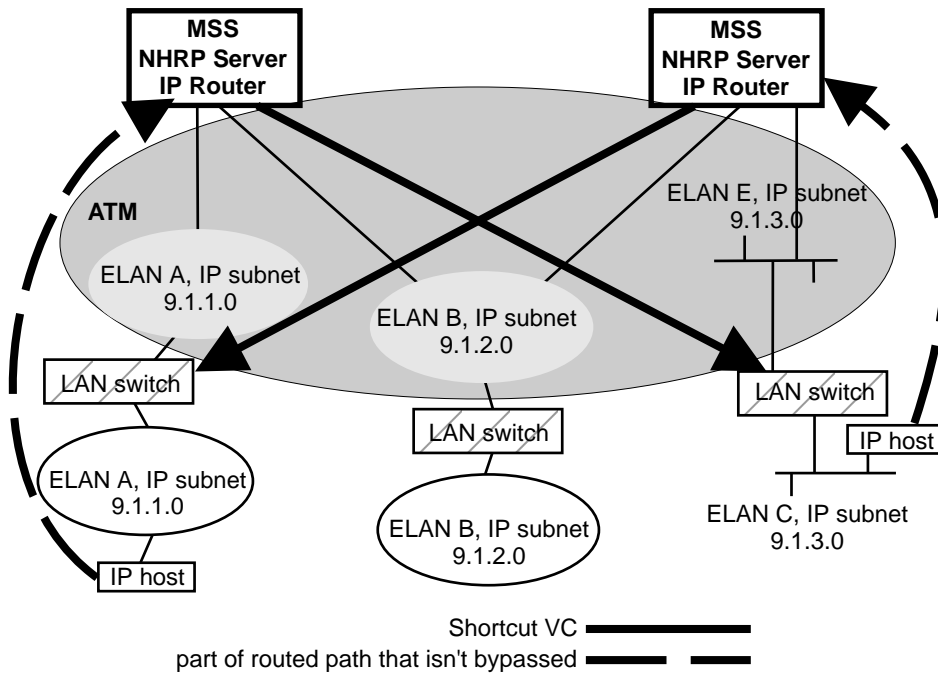 MSS
NHRP Server
IP Router
MSS
NHRP Server
IP Router
ATM
ELAN E, IP subnet
9.1.3.0
ELAN A, IP subnet
9.1.1.0
ELAN B, IP subnet
9.1.2.0
LAN switch
LAN switch
LAN switch
IP host
ELAN A, IP subnet
9.1.1.0
ELAN B, IP subnet
9.1.2.0
ELAN C, IP subnet
9.1.3.0
IP host
Shortcut VC
part of routed path that isn't bypassed